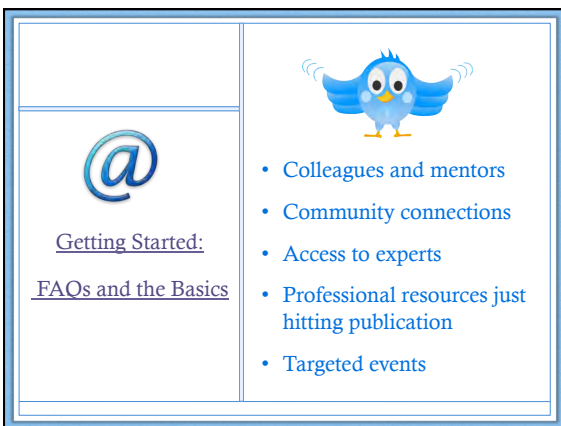 @
Getting Started:
FAQs and the Basics
• Colleagues and mentors
• Community connections
• Access to experts
• Professional resources just
hitting publication
• Targeted events